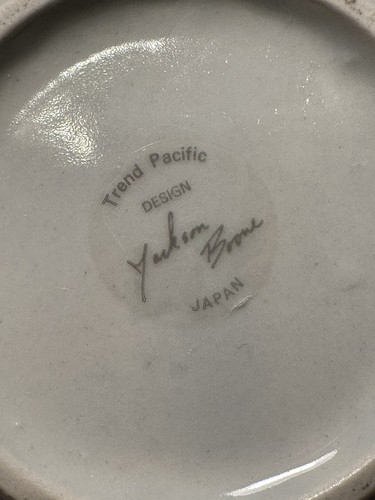 Trend Pacific
DESIGN
Jackson
Boone
JAPAN